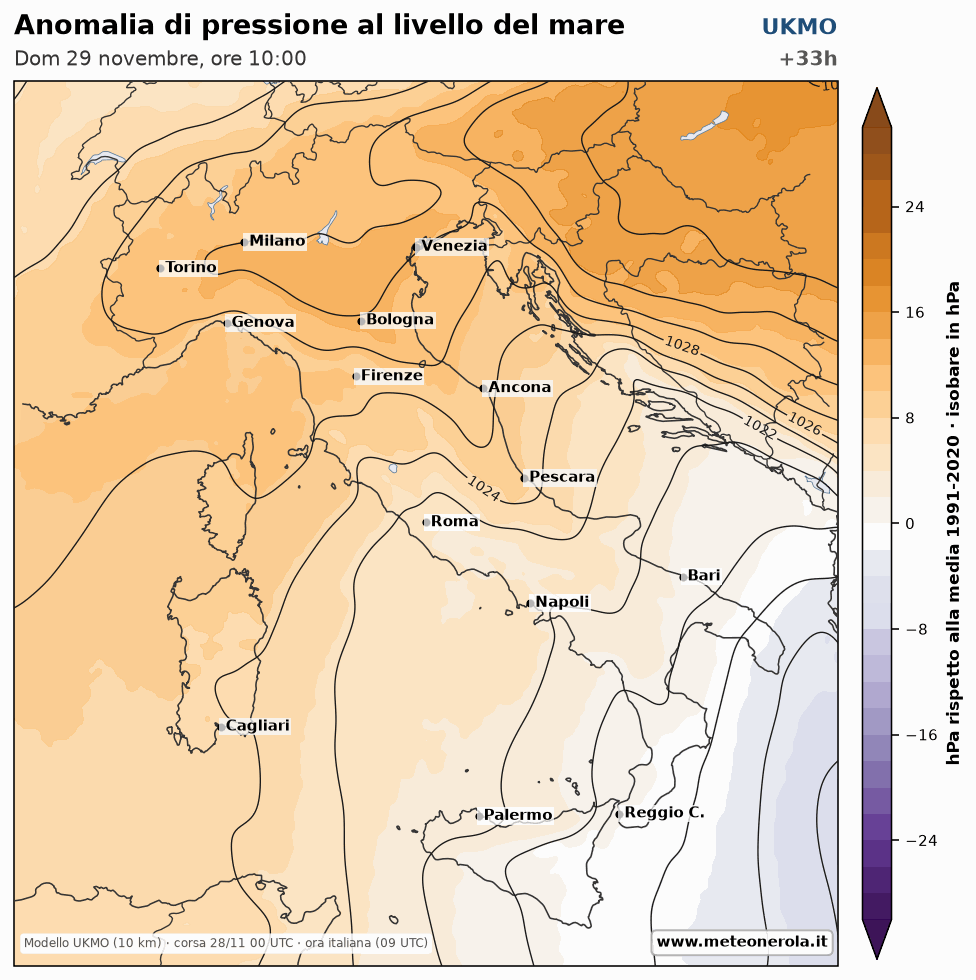 Anomalia di pressione al livello del mare
UKMO
Dom 29 novembre, ore 10:00
+33h
10
Milano
Venezia
Torino
Genova
Bologna
Firenze
Ancona
1028
1026
1022
Pescara
1024
Roma
Bari
Napoli
Cagliari
Palermo
Reggio C.
24
16
8
0
−8
−16
−24
hPa rispetto alla media 1991-2020 · isobare in hPa
Modello UKMO (10 km) · corsa 28/11 00 UTC · ora italiana (09 UTC)
www.meteonerola.it